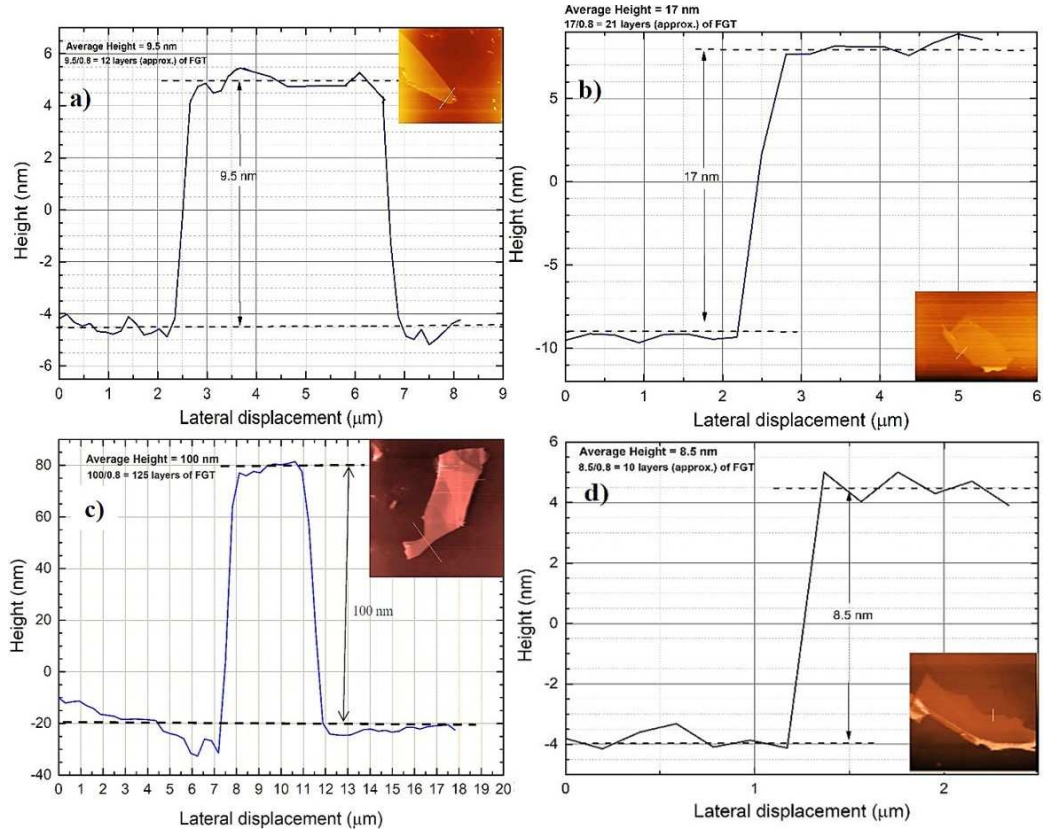 Average Height = 9.5 nm
9.5/0.8 = 12 layers (approx.) of FGT
a)
9.5 nm
Height (nm)
6
4
2
0
-2
-4
-6
0 1 2 3 4 5 6 7 8 9
Lateral displacement (μm)
Average Height = 17 nm
17/0.8 = 21 layers (approx.) of FGT
b)
17 nm
Height (nm)
5
0
-5
-10
0 1 2 3 4 5 6
Lateral displacement (μm)
Average Height = 100 nm
100/0.8 = 125 layers of FGT
c)
100 nm
Height (nm)
80
60
40
20
0
-20
-40
0 1 2 3 4 5 6 7 8 9 10 11 12 13 14 15 16 17 18 19 20
Lateral displacement (μm)
Average Height = 8.5 nm
8.5/0.8 = 10 layers (approx.) of FGT
d)
8.5 nm
Height (nm)
6
4
2
0
-2
-4
0 1 2
Lateral displacement (μm)